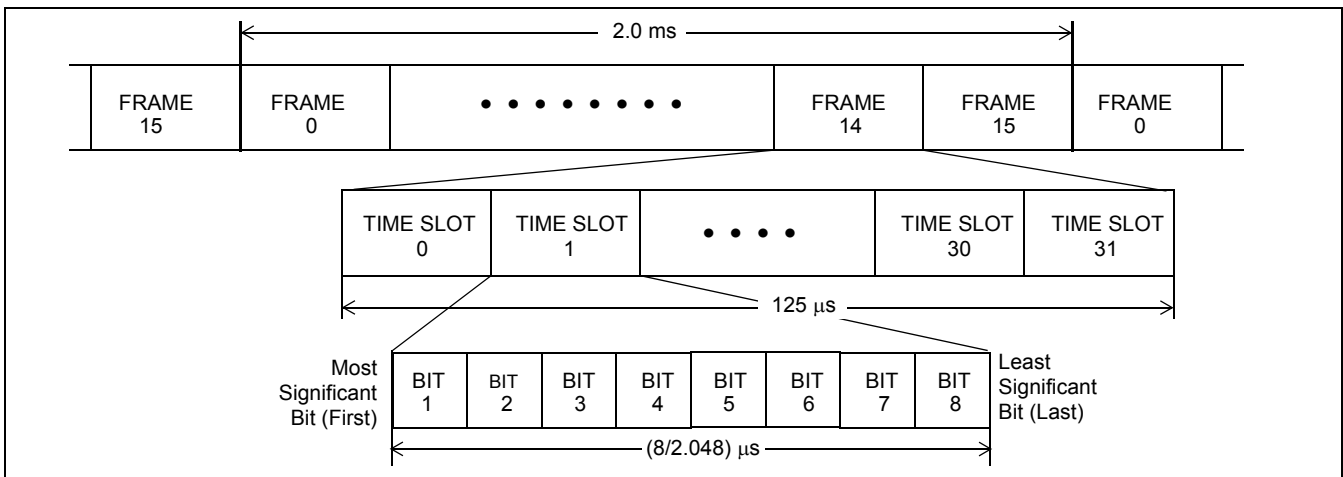 2.0 ms
FRAME 15
FRAME 0
• • • • • • • •
FRAME 14
FRAME 15
FRAME 0
TIME SLOT 0
TIME SLOT 1
• • • •
TIME SLOT 30
TIME SLOT 31
125 μs
Most
Significant
Bit (First)
BIT 1
BIT 2
BIT 3
BIT 4
BIT 5
BIT 6
BIT 7
BIT 8
Least
Significant
Bit (Last)
(8/2.048) μs